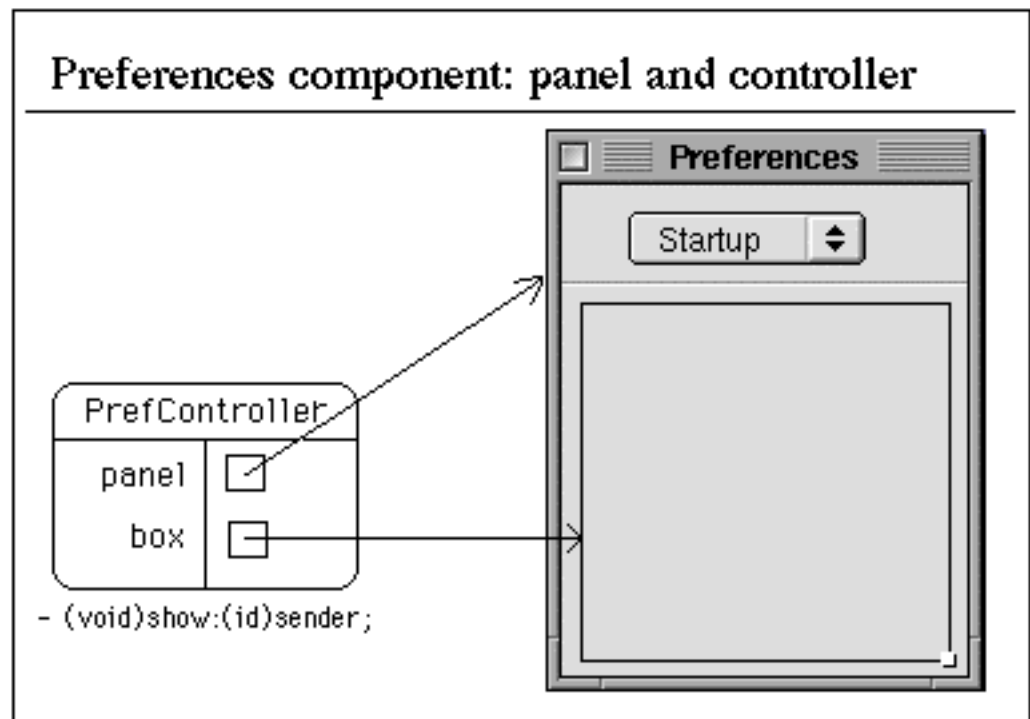 Preferences component: panel and controller
Preferences
Startup
PrefController
panel
box
- (void)show:(id)sender;